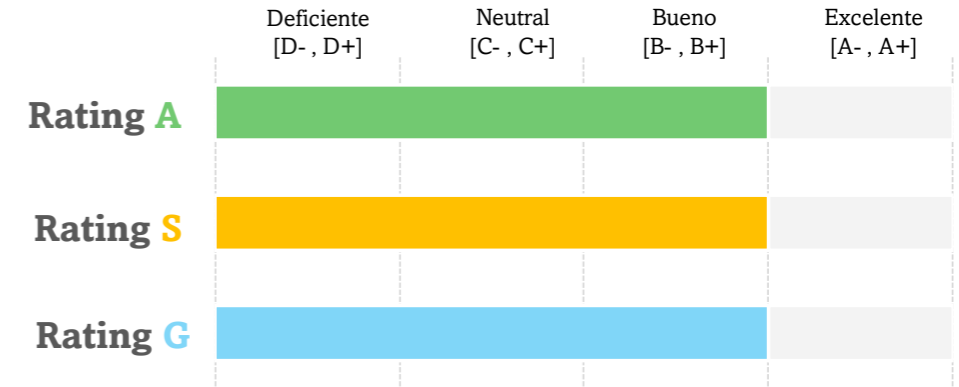 Deficiente
[D- , D+]
Neutral
[C- , C+]
Bueno
[B- , B+]
Excelente
[A- , A+]
Rating A
Rating S
Rating G